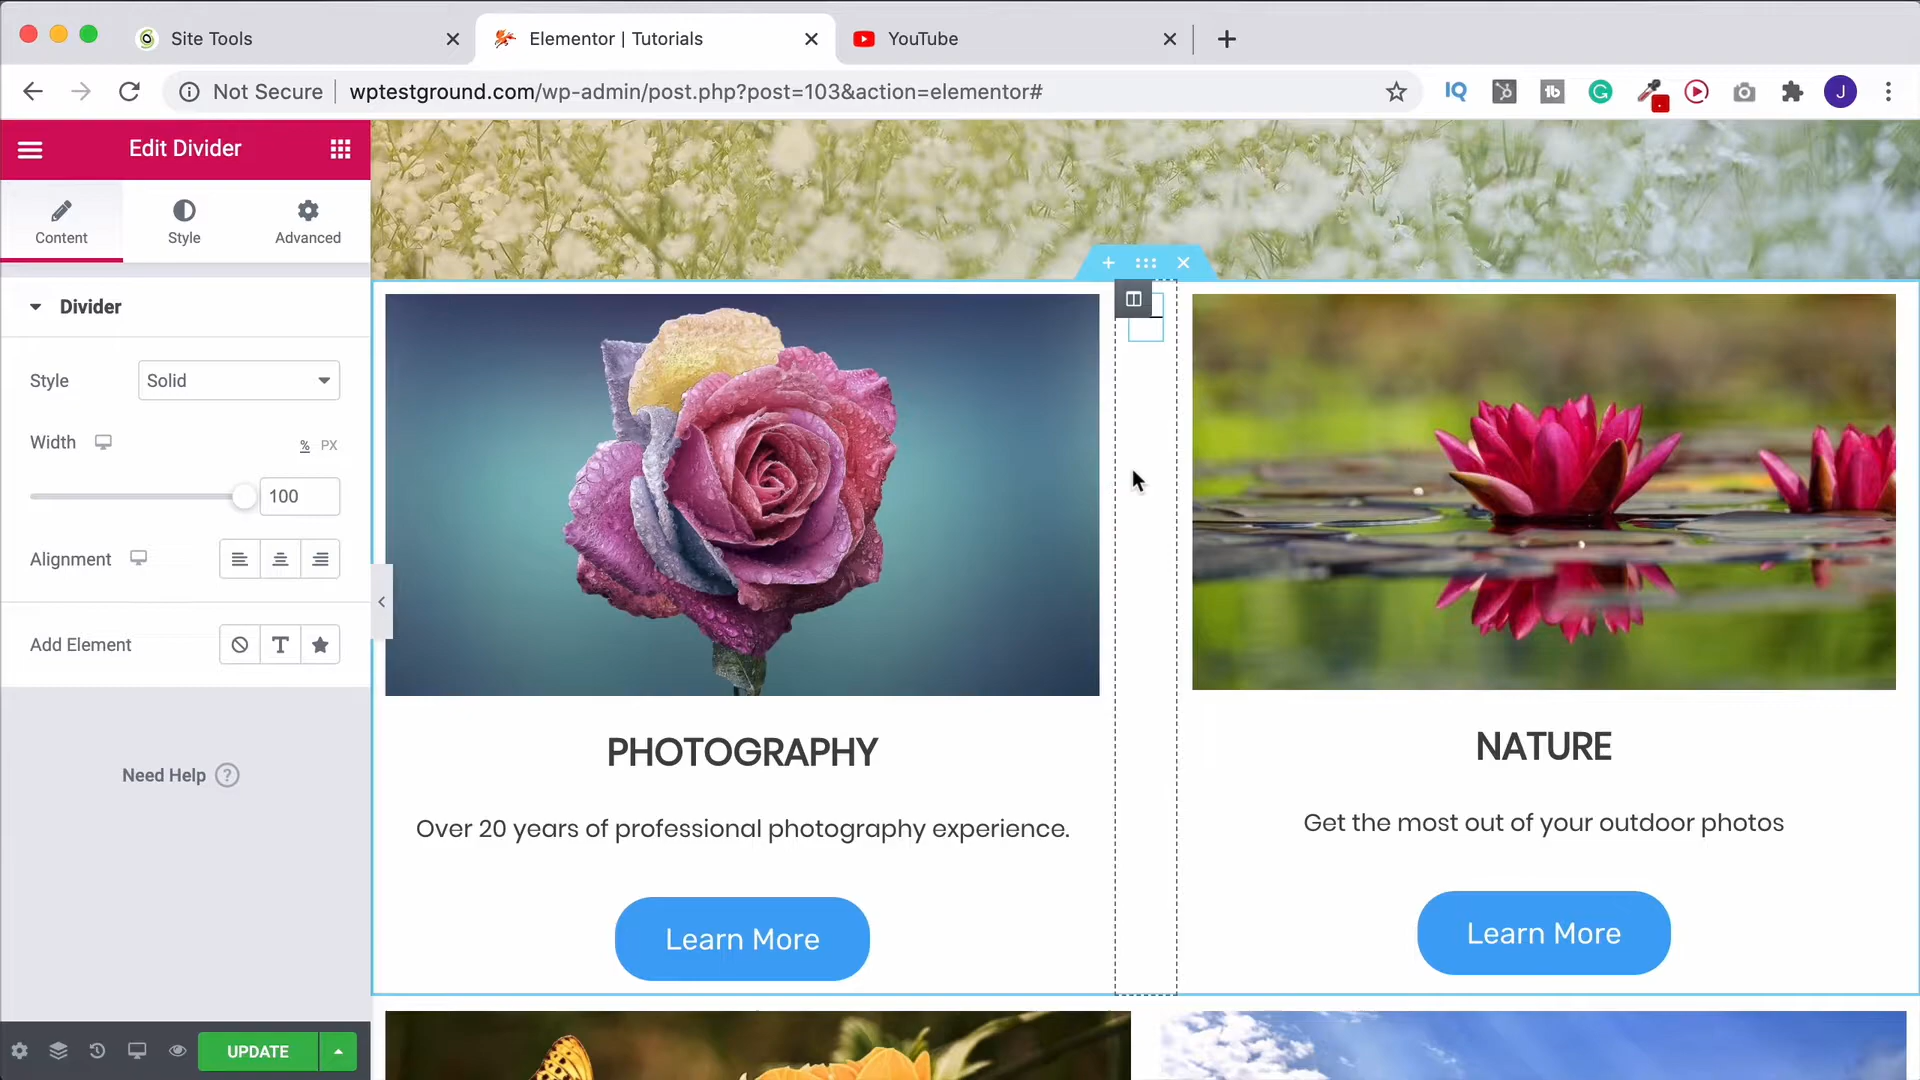 Site Tools
Elementor | Tutorials
YouTube
Not Secure
wptestground.com/wp-admin/post.php?post=103&action=elementor#
IQ
tb
J
Edit Divider
Content
Style
Advanced
Divider
Style
Solid
Width
% PX
100
Alignment
Add Element
T
Need Help ?
UPDATE
PHOTOGRAPHY
Over 20 years of professional photography experience.
Learn More
NATURE
Get the most out of your outdoor photos
Learn More